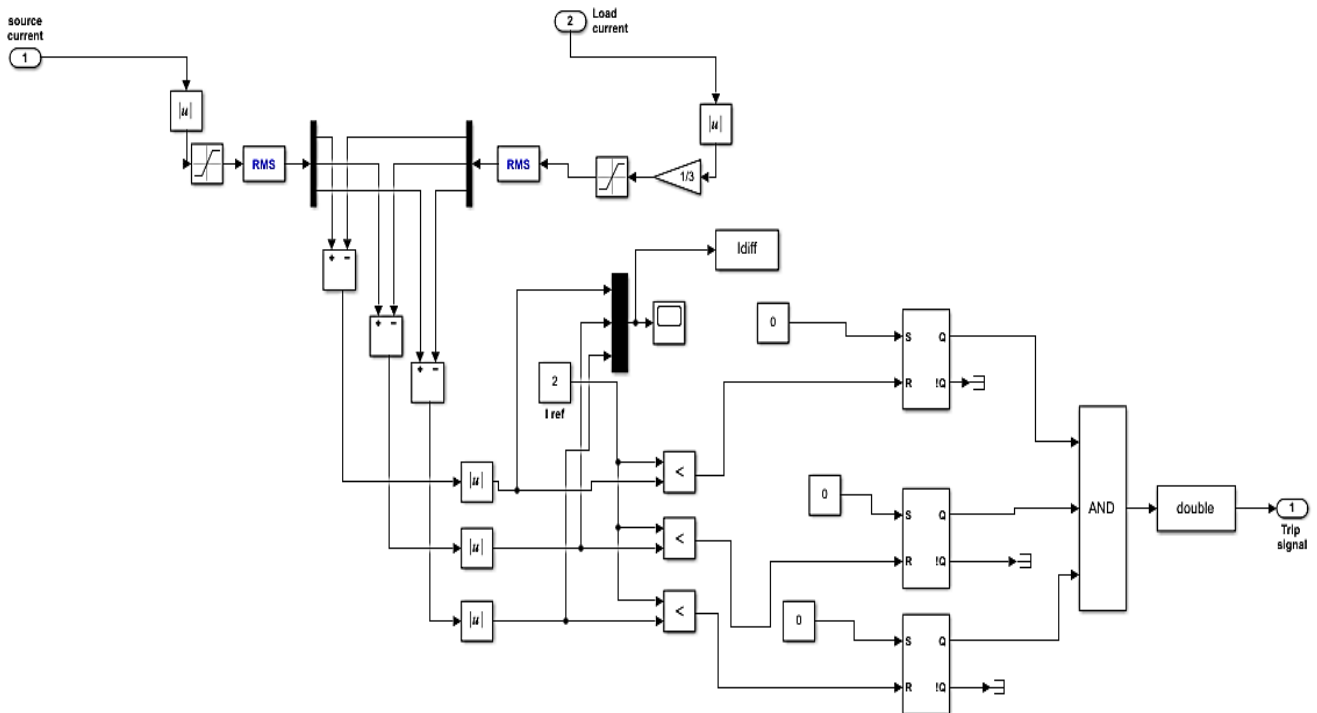 source
current
1
2
Load
current
|u|
|u|
RMS
RMS
1/3
+ −
+ −
+ −
Idiff
2
I ref
0
S Q
R !Q
|u|
<
0
S Q
R !Q
|u|
<
|u|
<
0
S Q
R !Q
AND
double
1
Trip
signal